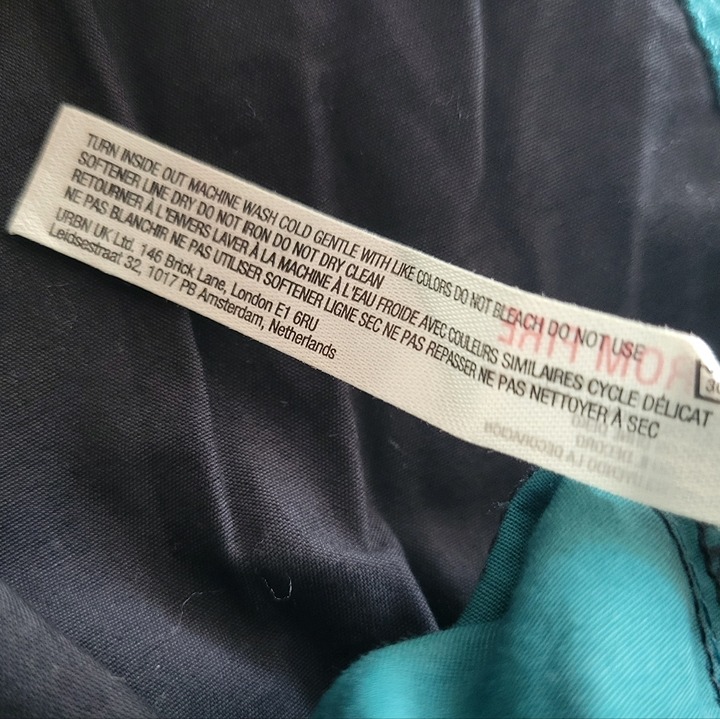 TURN INSIDE OUT MACHINE WASH COLD GENTLE WITH LIKE COLORS DO NOT BLEACH DO NOT USE
SOFTENER LINE DRY DO NOT IRON DO NOT DRY CLEAN
RETOURNER À L'ENVERS LAVER À LA MACHINE À L'EAU FROIDE AVEC COULEURS SIMILAIRES CYCLE DÉLICAT
NE PAS BLANCHIR NE PAS UTILISER SOFTENER LIGNE SEC NE PAS REPASSER NE PAS NETTOYER À SEC
URBN UK Ltd. 146 Brick Lane, London E1 6RU
Leidsestraat 32, 1017 PB Amsterdam, Netherlands